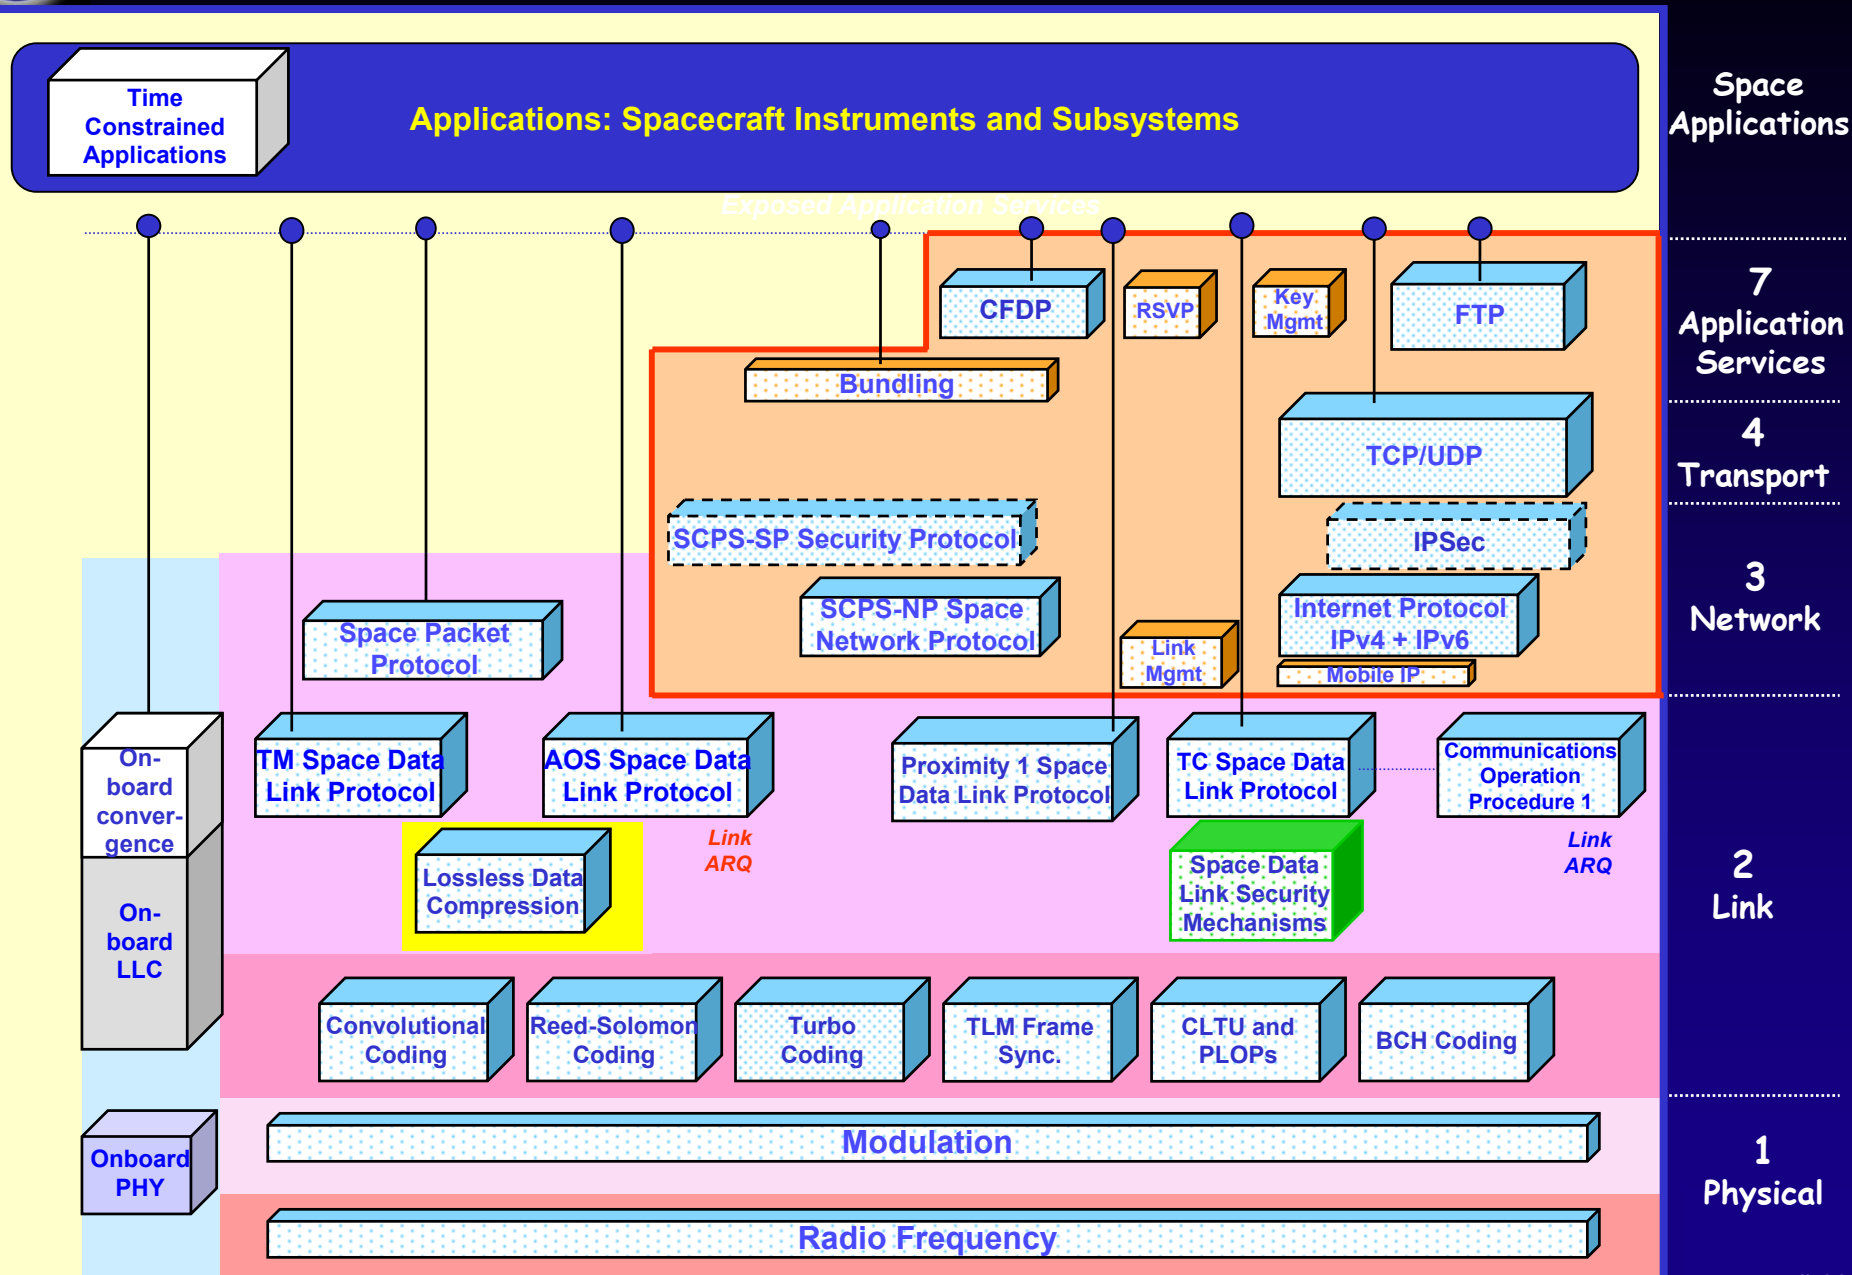 Time
Constrained
Applications
Applications: Spacecraft Instruments and Subsystems
Space
Applications
Exposed Application Services
CFDP
RSVP
Key
Mgmt
FTP
7
Application
Services
Bundling
TCP/UDP
4
Transport
SCPS-SP Security Protocol
IPSec
Space Packet
Protocol
SCPS-NP Space
Network Protocol
Link
Mgmt
Internet Protocol
IPv4 + IPv6
Mobile IP
3
Network
On-
board
conver-
gence
TM Space Data
Link Protocol
AOS Space Data
Link Protocol
Link
ARQ
Proximity 1 Space
Data Link Protocol
TC Space Data
Link Protocol
Communications
Operation
Procedure 1
Link
ARQ
Lossless Data
Compression
Space Data
Link Security
Mechanisms
2
Link
On-
board
LLC
Convolutional
Coding
Reed-Solomon
Coding
Turbo
Coding
TLM Frame
Sync.
CLTU and
PLOPs
BCH Coding
Onboard
PHY
Modulation
Radio Frequency
1
Physical